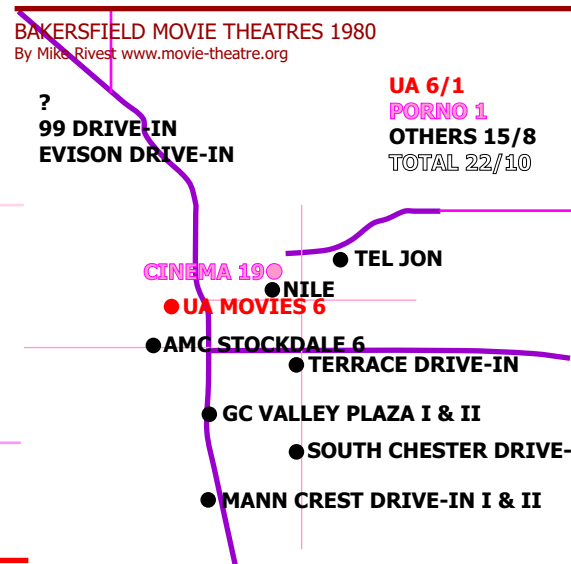 BAKERSFIELD MOVIE THEATRES 1980
By Mike Rivest www.movie-theatre.org
?
99 DRIVE-IN
EVISON DRIVE-IN
UA 6/1
PORNO 1
OTHERS 15/8
TOTAL 22/10
TEL JON
CINEMA 19
NILE
UA MOVIES 6
AMC STOCKDALE 6
TERRACE DRIVE-IN
GC VALLEY PLAZA I & II
SOUTH CHESTER DRIVE-
MANN CREST DRIVE-IN I & II